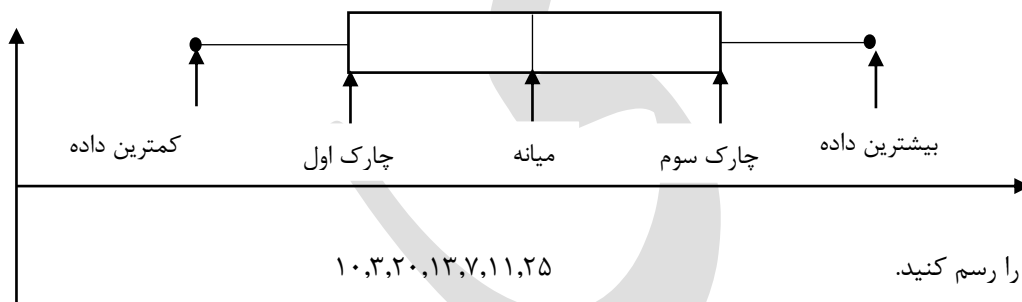 کمترین داده چارک اول میانه چارک سوم بیشترین داده
را رسم کنید. ۱۰,۳,۲۰,۱۳,۷,۱۱,۲۵